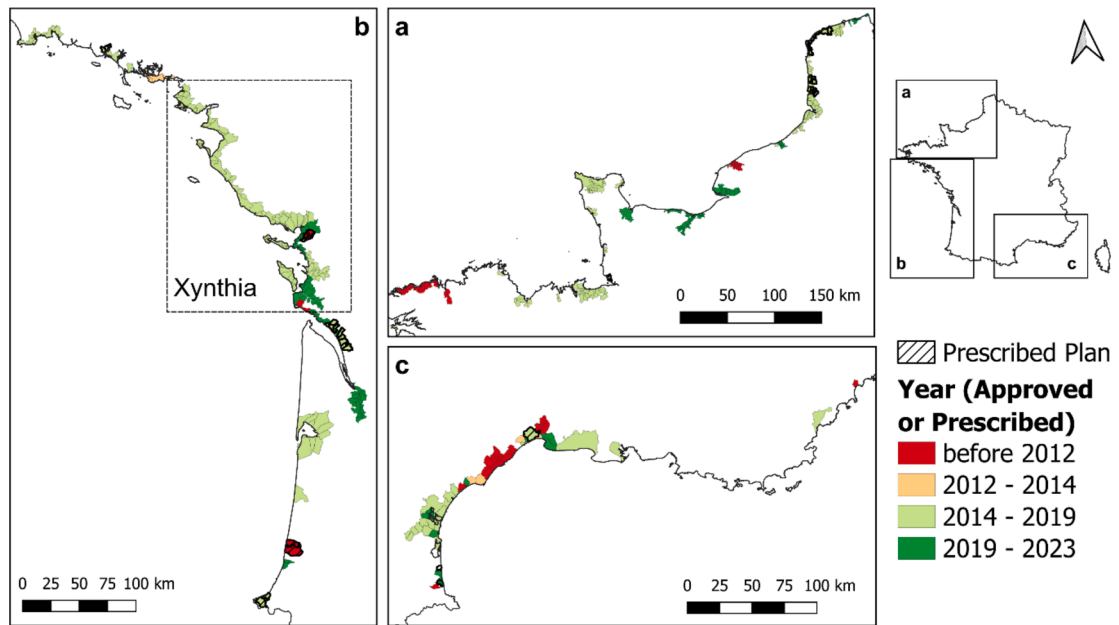 b
Xynthia
0 25 50 75 100 km
a
0 50 100 150 km
c
0 25 50 75 100 km
a
b
c
Prescribed Plan
Year (Approved
or Prescribed)
before 2012
2012 - 2014
2014 - 2019
2019 - 2023